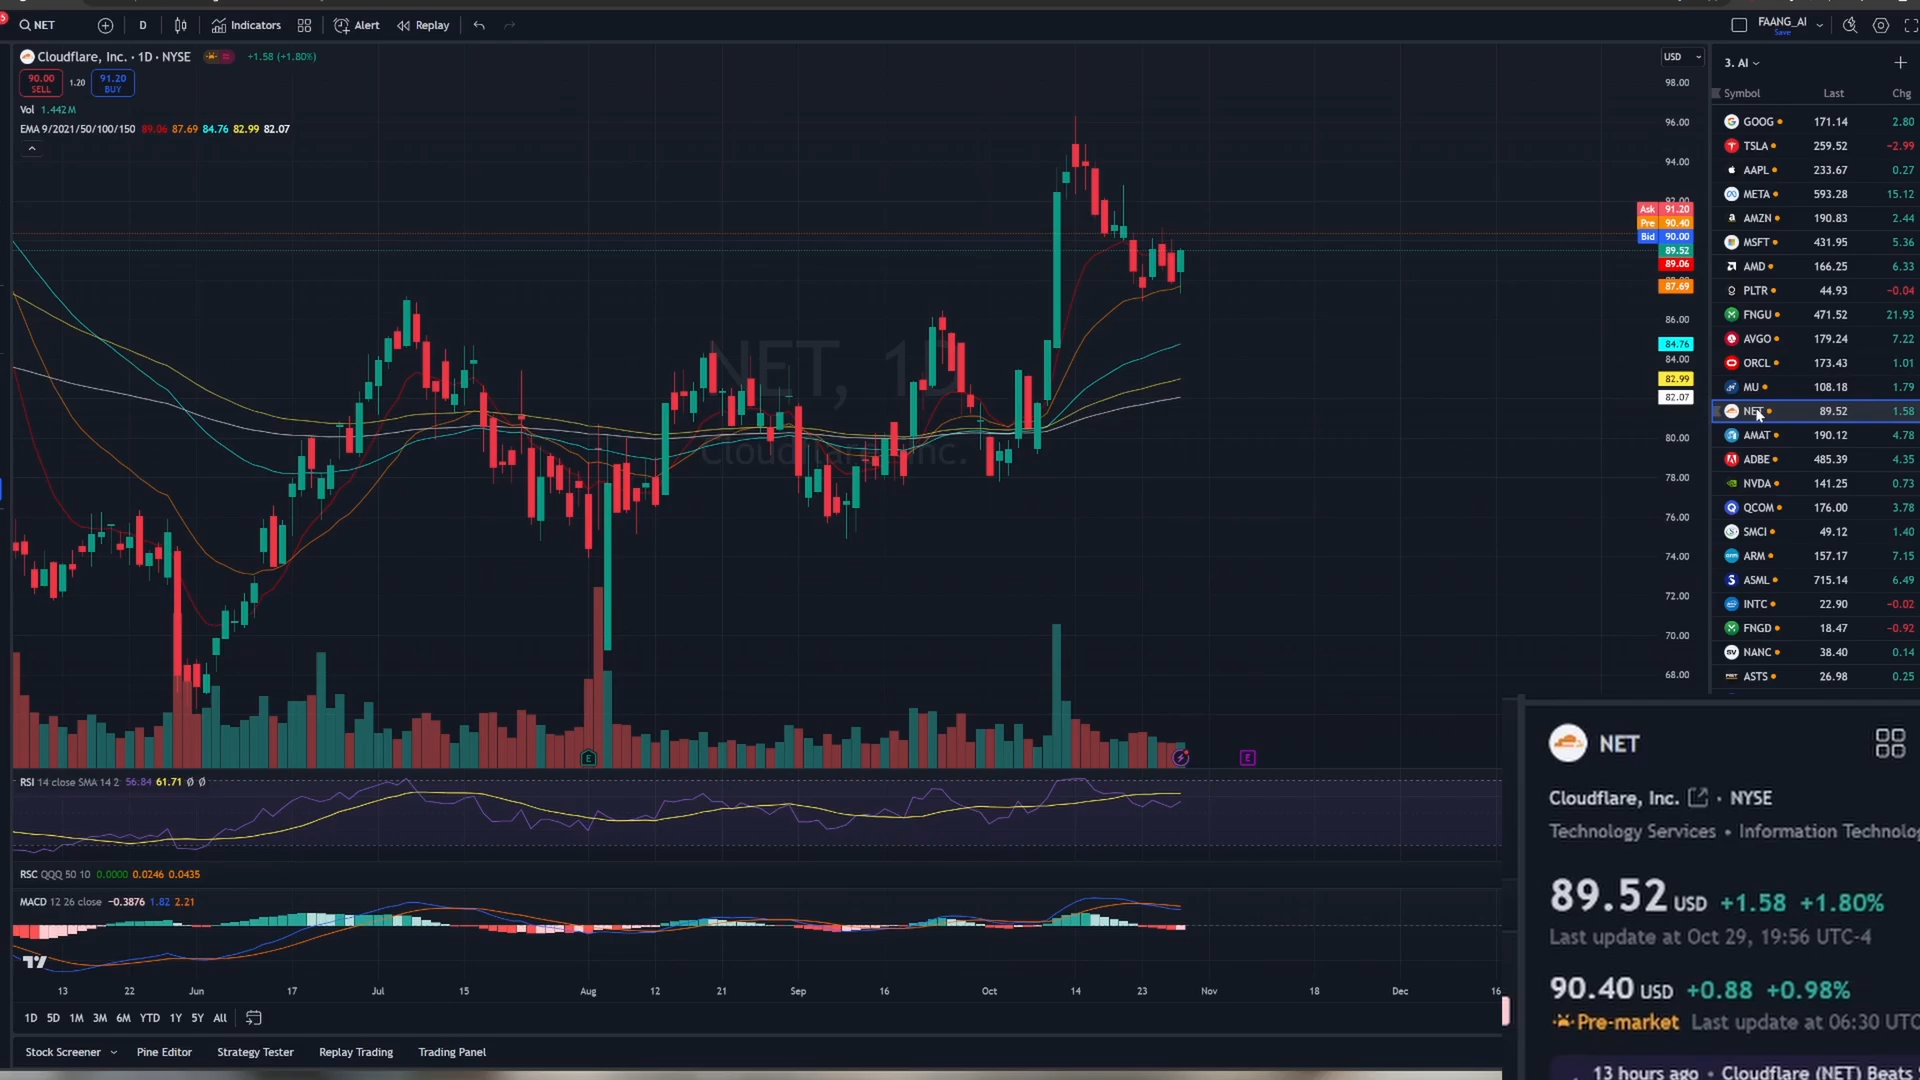 NET
D
Indicators
Alert
Replay
FAANG_AI
Save
Cloudflare, Inc. · 1D · NYSE
+1.58 (+1.80%)
90.00
SELL
1.20
91.20
BUY
Vol 1.442M
EMA 9/2021/50/100/150 89.06 87.69 84.76 82.99 82.07
NET, 1D
Cloudflare, Inc.
USD
98.00
96.00
94.00
92.00
Ask 91.20
Pre 90.40
Bid 90.00
89.52
89.06
87.69
86.00
84.76
84.00
82.99
82.07
80.00
78.00
76.00
74.00
72.00
70.00
68.00
E
E
RSI 14 close SMA 14 2 56.84 61.71 Ø Ø
RSC QQQ 50 10 0.0000 0.0246 0.0435
MACD 12 26 close −0.3876 1.82 2.21
13 22 Jun 17 Jul 15 Aug 12 21 Sep 16 Oct 14 23 Nov 18 Dec 16
1D 5D 1M 3M 6M YTD 1Y 5Y All
Stock Screener Pine Editor Strategy Tester Replay Trading Trading Panel
3. AI
Symbol Last Chg
GOOG 171.14 2.80
TSLA 259.52 −2.99
AAPL 233.67 0.27
META 593.28 15.12
AMZN 190.83 2.44
MSFT 431.95 5.36
AMD 166.25 6.33
PLTR 44.93 −0.04
FNGU 471.52 21.93
AVGO 179.24 7.22
ORCL 173.43 1.01
MU 108.18 1.79
NET 89.52 1.58
AMAT 190.12 4.78
ADBE 485.39 4.35
NVDA 141.25 0.73
QCOM 176.00 3.78
SMCI 49.12 1.40
ARM 157.17 7.15
ASML 715.14 6.49
INTC 22.90 −0.02
FNGD 18.47 −0.92
NANC 38.40 0.14
ASTS 26.98 0.25
NET
Cloudflare, Inc. · NYSE
Technology Services • Information Technolog
89.52 USD +1.58 +1.80%
Last update at Oct 29, 19:56 UTC-4
90.40 USD +0.88 +0.98%
Pre-market Last update at 06:30 UTC
13 hours ago • Cloudflare (NET) Beats